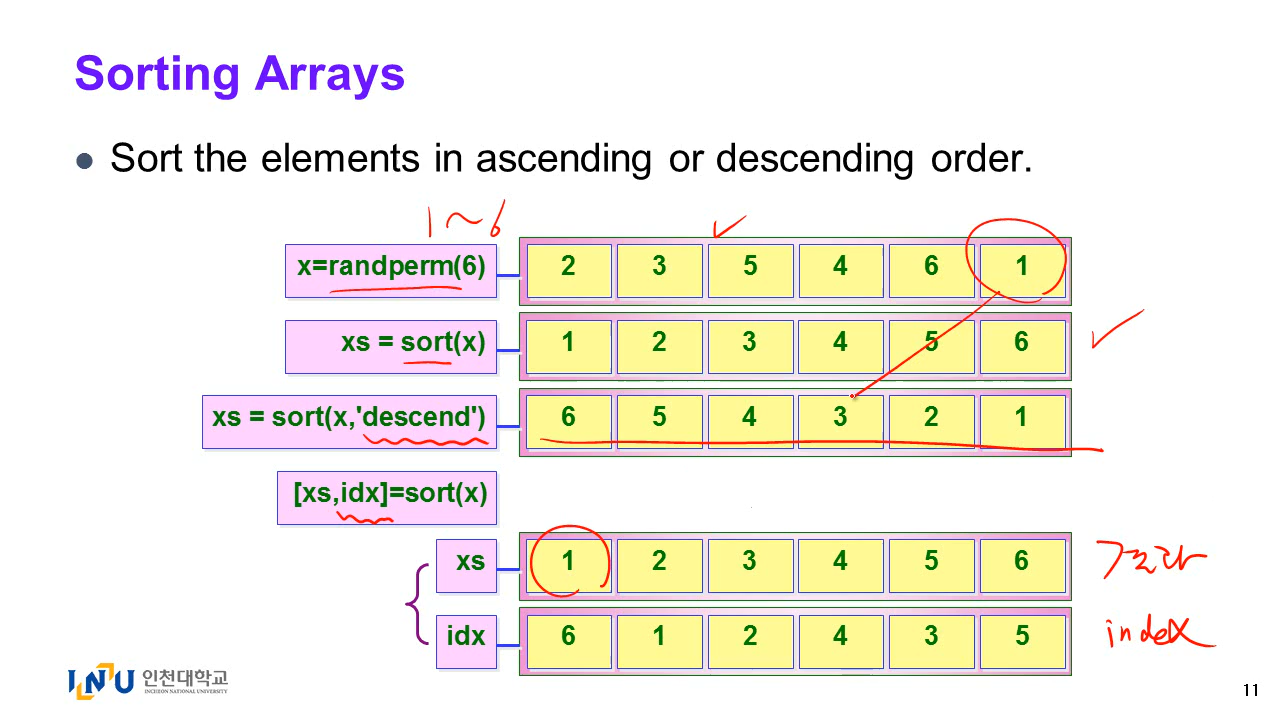 Sorting Arrays
● Sort the elements in ascending or descending order.
1~6
x=randperm(6) 2 3 5 4 6 1
xs = sort(x) 1 2 3 4 5 6
xs = sort(x,'descend') 6 5 4 3 2 1
[xs,idx]=sort(x)
xs 1 2 3 4 5 6 결과
idx 6 1 2 4 3 5 index
INU 인천대학교
INCHEON NATIONAL UNIVERSITY
11